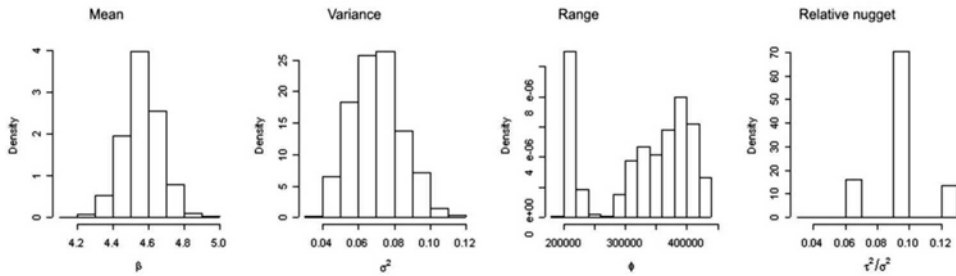 Mean
Variance
Range
Relative nugget
Density
0 1 2 3 4
4.2 4.4 4.6 4.8 5.0
β
Density
0 5 10 15 20 25
0.04 0.06 0.08 0.10 0.12
σ²
Density
e+00 4 e-06 8 e-06
0
200000 300000 400000
ϕ
Density
0 10 20 30 40 50 60 70
0.04 0.06 0.08 0.10 0.12
τ²/σ²